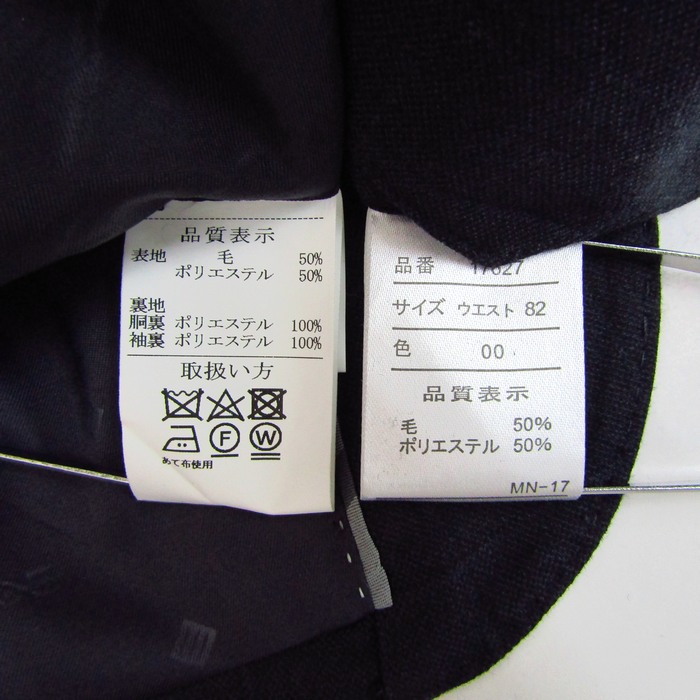 品質表示
表地 毛 50%
ポリエステル 50%
裏地
胴裏 ポリエステル 100%
袖裏 ポリエステル 100%
取扱い方
F W
あて布使用
品番 17627
サイズ ウエスト 82
色 00
品質表示
毛 50%
ポリエステル 50%
MN-17